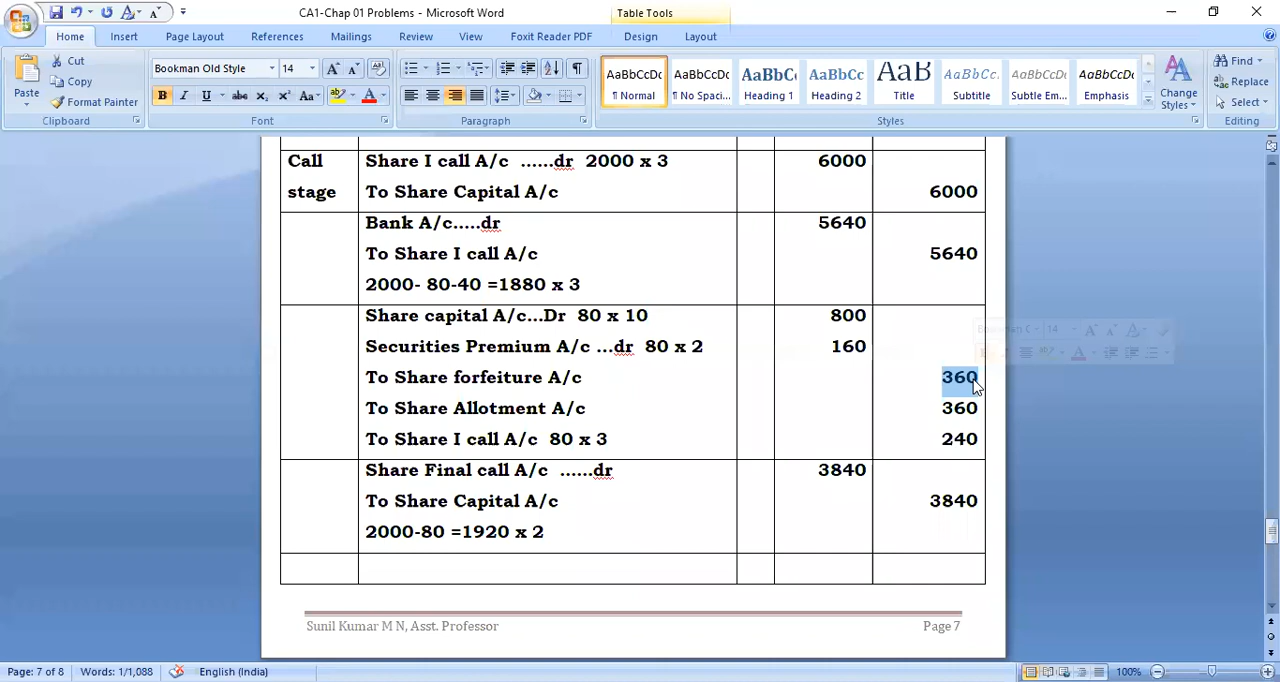 CA1-Chap 01 Problems - Microsoft Word
Table Tools
Home Insert Page Layout References Mailings Review View Foxit Reader PDF Design Layout
Paste
Cut
Copy
Format Painter
Clipboard
Bookman Old Style 14
Font
Paragraph
AaBbCcDc AaBbCcDc AaBbC AaBbCc AaB AaBbCc. AaBbCcDc AaBbCcDc
¶ Normal ¶ No Spaci... Heading 1 Heading 2 Title Subtitle Subtle Em... Emphasis
Change Styles
Styles
Find
Replace
Select
Editing
Call Share I call A/c ......dr 2000 x 3 6000
stage To Share Capital A/c 6000
Bank A/c.....dr 5640
To Share I call A/c 5640
2000- 80-40 =1880 x 3
Share capital A/c...Dr 80 x 10 800
Securities Premium A/c ...dr 80 x 2 160
To Share forfeiture A/c 360
To Share Allotment A/c 360
To Share I call A/c 80 x 3 240
Share Final call A/c ......dr 3840
To Share Capital A/c 3840
2000-80 =1920 x 2
Sunil Kumar M N, Asst. Professor Page 7
Page: 7 of 8 Words: 1/1,088 English (India) 100%